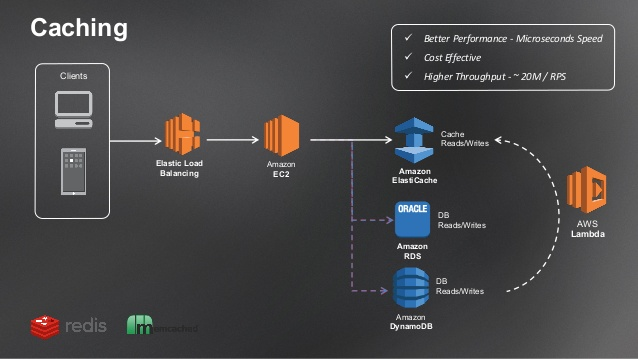 Caching
✓ Better Performance - Microseconds Speed
✓ Cost Effective
✓ Higher Throughput - ~ 20M / RPS
Clients
Elastic Load
Balancing
Amazon
EC2
Cache
Reads/Writes
Amazon
ElastiCache
ORACLE
DB
Reads/Writes
Amazon
RDS
AWS
Lambda
DB
Reads/Writes
Amazon
DynamoDB
redis
memcached